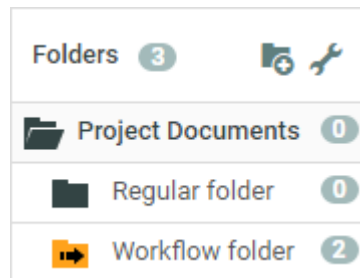 Folders 3
Project Documents 0
Regular folder 0
Workflow folder 2